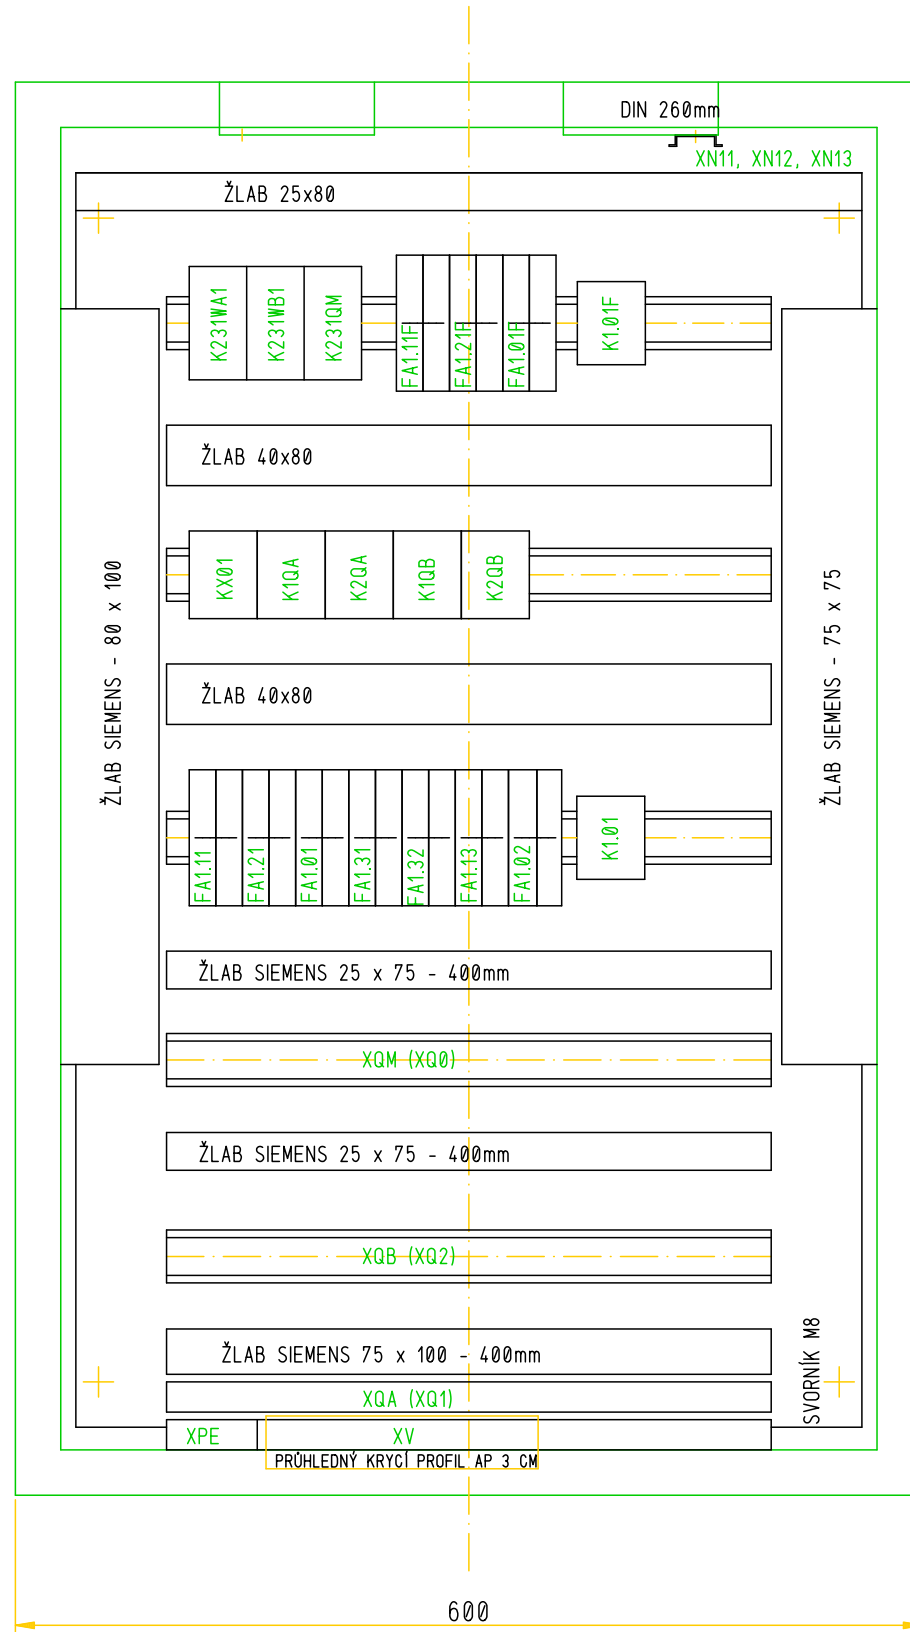 DIN 260mm
XN11, XN12, XN13
ŽLAB 25x80
K231WA1
K231WB1
K231QM
FA1.11F
FA1.21F
FA1.01F
K1.01F
ŽLAB 40x80
KX01
K1QA
K2QA
K1QB
K2QB
ŽLAB SIEMENS - 80 x 100
ŽLAB SIEMENS - 75 x 75
ŽLAB 40x80
FA1.11
FA1.21
FA1.01
FA1.31
FA1.32
FA1.13
FA1.02
K1.01
ŽLAB SIEMENS 25 x 75 - 400mm
XQM (XQ0)
ŽLAB SIEMENS 25 x 75 - 400mm
XQB (XQ2)
ŽLAB SIEMENS 75 x 100 - 400mm
SVORNÍK M8
XQA (XQ1)
XPE
XV
PRŮHLEDNÝ KRYCÍ PROFIL AP 3 CM
600